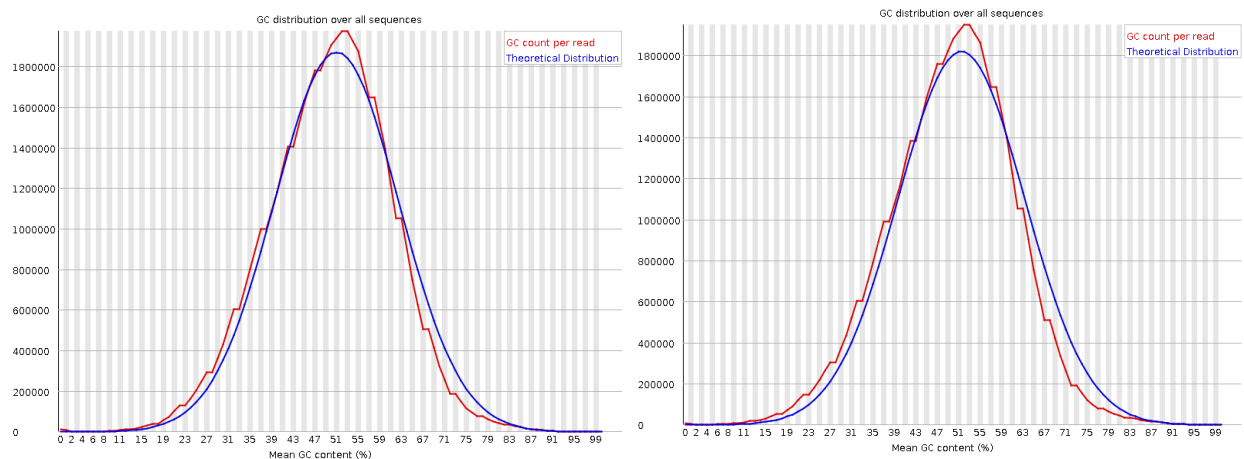 GC distribution over all sequences
GC count per read
Theoretical Distribution
1800000
1600000
1400000
1200000
1000000
800000
600000
400000
200000
0
0 2 4 6 8 11 15 19 23 27 31 35 39 43 47 51 55 59 63 67 71 75 79 83 87 91 95 99
Mean GC content (%)
GC distribution over all sequences
GC count per read
Theoretical Distribution
1800000
1600000
1400000
1200000
1000000
800000
600000
400000
200000
0
0 2 4 6 8 11 15 19 23 27 31 35 39 43 47 51 55 59 63 67 71 75 79 83 87 91 95 99
Mean GC content (%)